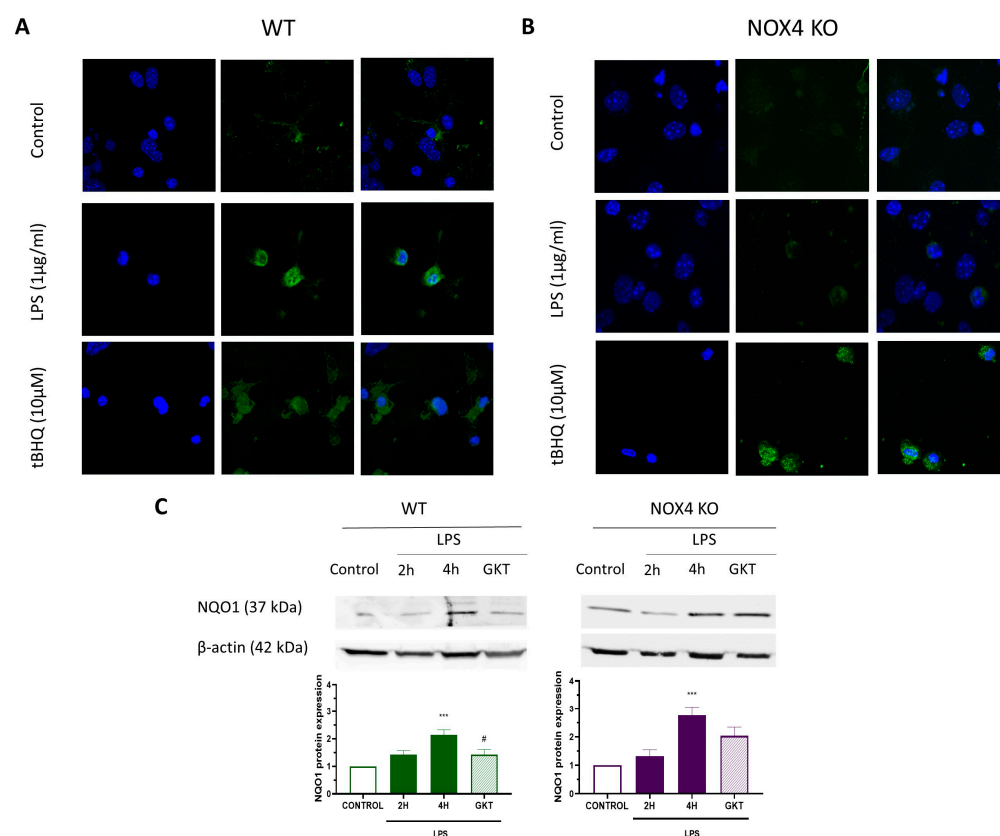 A
WT
B
NOX4 KO
Control
LPS (1µg/ml)
tBHQ (10µM)
Control
LPS (1µg/ml)
tBHQ (10µM)
C
WT
NOX4 KO
LPS
LPS
Control
2h
4h
GKT
Control
2h
4h
GKT
NQO1 (37 kDa)
β-actin (42 kDa)
NQO1 protein expression
4
3
2
1
0
***
#
CONTROL
2H
4H
GKT
LPS
NQO1 protein expression
4
3
2
1
0
***
CONTROL
2H
4H
GKT
LPS